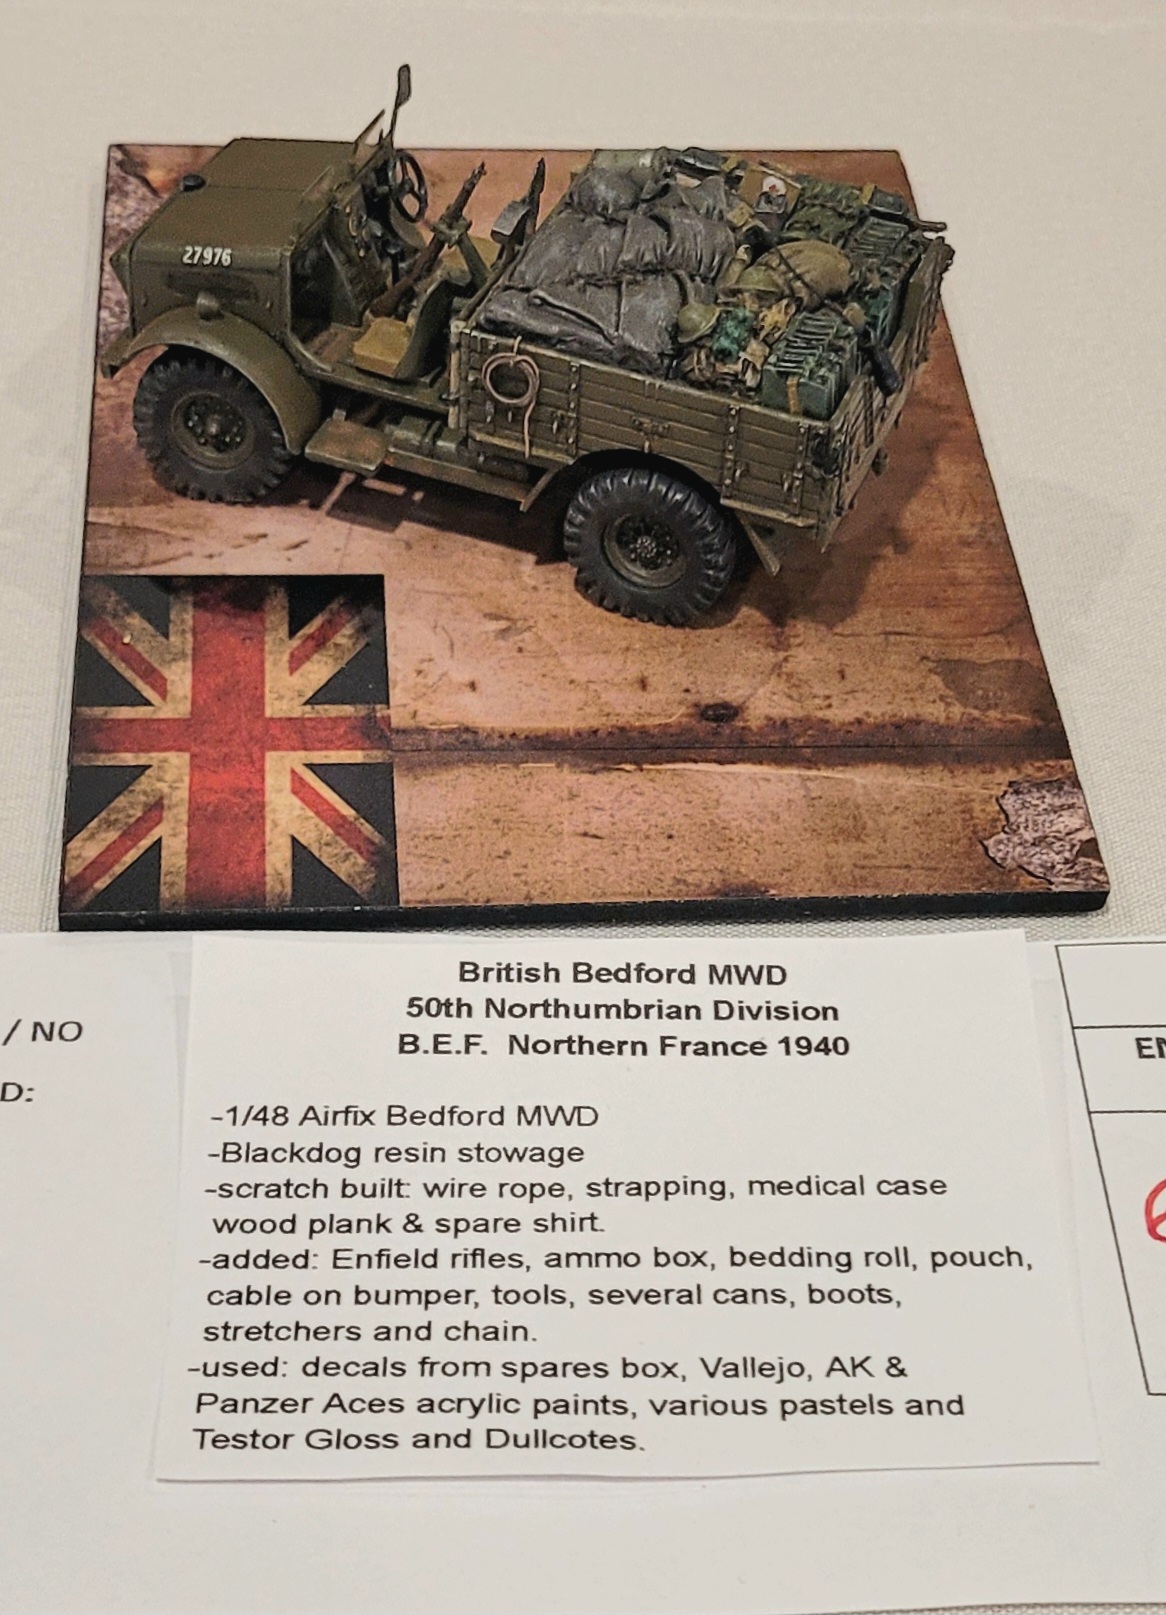 27976
British Bedford MWD
50th Northumbrian Division
B.E.F. Northern France 1940
-1/48 Airfix Bedford MWD
-Blackdog resin stowage
-scratch built: wire rope, strapping, medical case
wood plank & spare shirt.
-added: Enfield rifles, ammo box, bedding roll, pouch,
cable on bumper, tools, several cans, boots,
stretchers and chain.
-used: decals from spares box, Vallejo, AK &
Panzer Aces acrylic paints, various pastels and
Testor Gloss and Dullcotes.
/ NO
D: